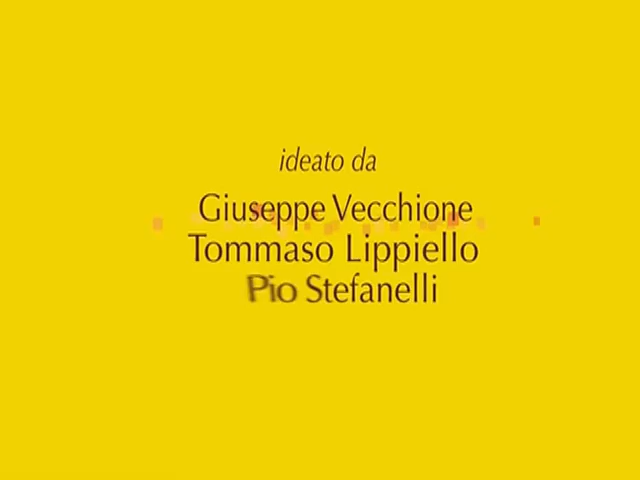 ideato da
Giuseppe Vecchione
Tommaso Lippiello
Pio Stefanelli